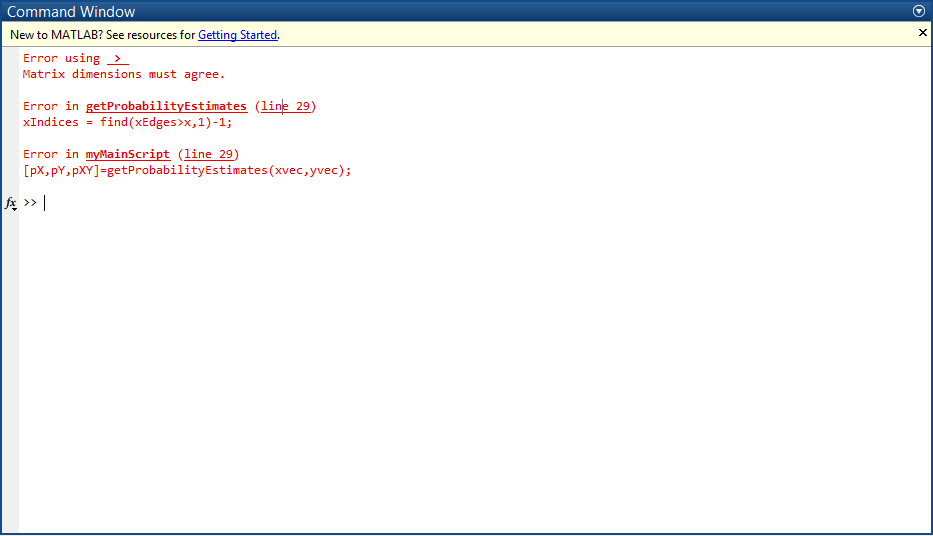 Command Window
New to MATLAB? See resources for Getting Started.
Error using >
Matrix dimensions must agree.
Error in getProbabilityEstimates (line 29)
xIndices = find(xEdges>x,1)-1;
Error in myMainScript (line 29)
[pX,pY,pXY]=getProbabilityEstimates(xvec,yvec);
fx >>